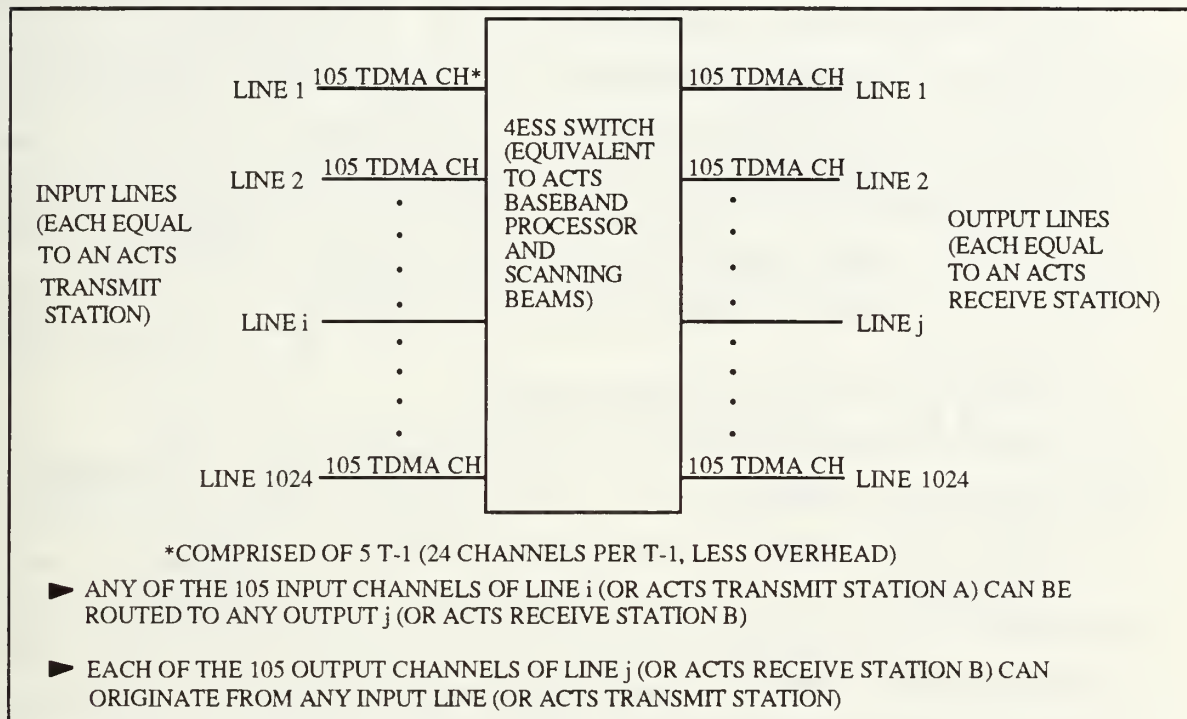 LINE 1 105 TDMA CH* 105 TDMA CH LINE 1
LINE 2 105 TDMA CH 105 TDMA CH LINE 2
INPUT LINES
(EACH EQUAL
TO AN ACTS
TRANSMIT
STATION)
4ESS SWITCH
(EQUIVALENT
TO ACTS
BASEBAND
PROCESSOR
AND
SCANNING
BEAMS)
OUTPUT LINES
(EACH EQUAL
TO AN ACTS
RECEIVE STATION)
LINE i LINE j
LINE 1024 105 TDMA CH 105 TDMA CH LINE 1024
*COMPRISED OF 5 T-1 (24 CHANNELS PER T-1, LESS OVERHEAD)
► ANY OF THE 105 INPUT CHANNELS OF LINE i (OR ACTS TRANSMIT STATION A) CAN BE
ROUTED TO ANY OUTPUT j (OR ACTS RECEIVE STATION B)
► EACH OF THE 105 OUTPUT CHANNELS OF LINE j (OR ACTS RECEIVE STATION B) CAN
ORIGINATE FROM ANY INPUT LINE (OR ACTS TRANSMIT STATION)